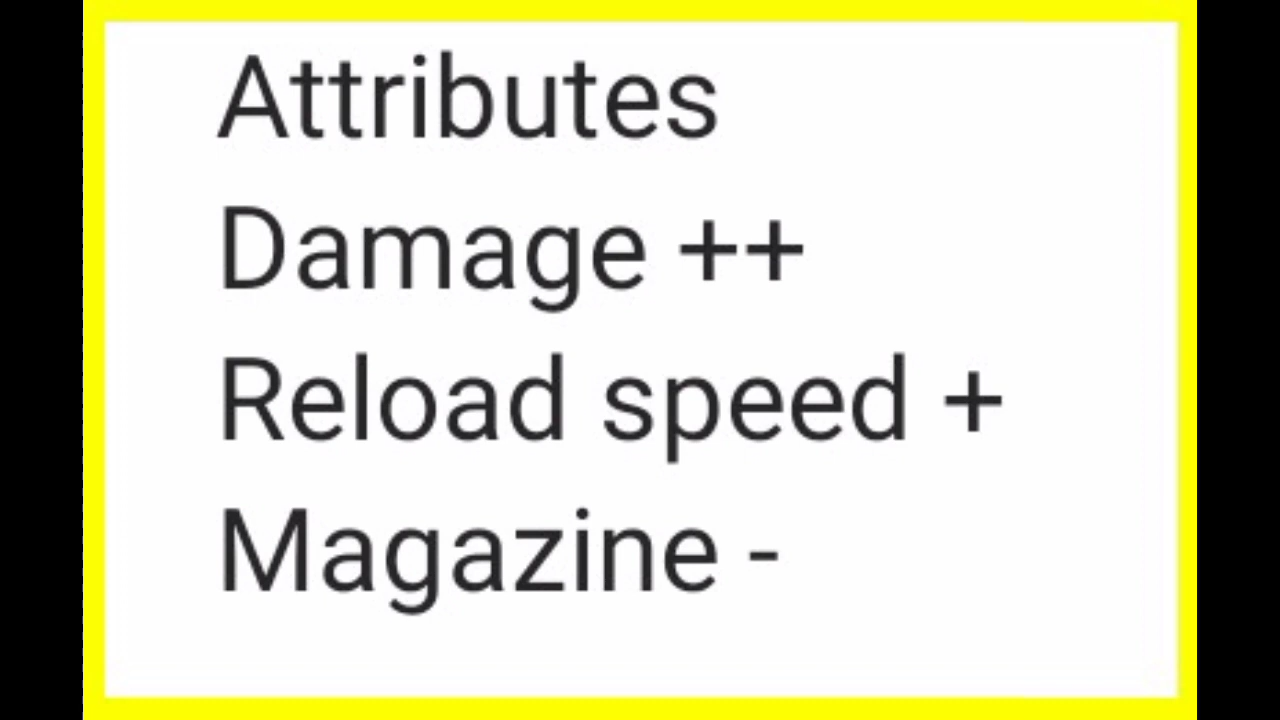 Attributes
Damage ++
Reload speed +
Magazine -